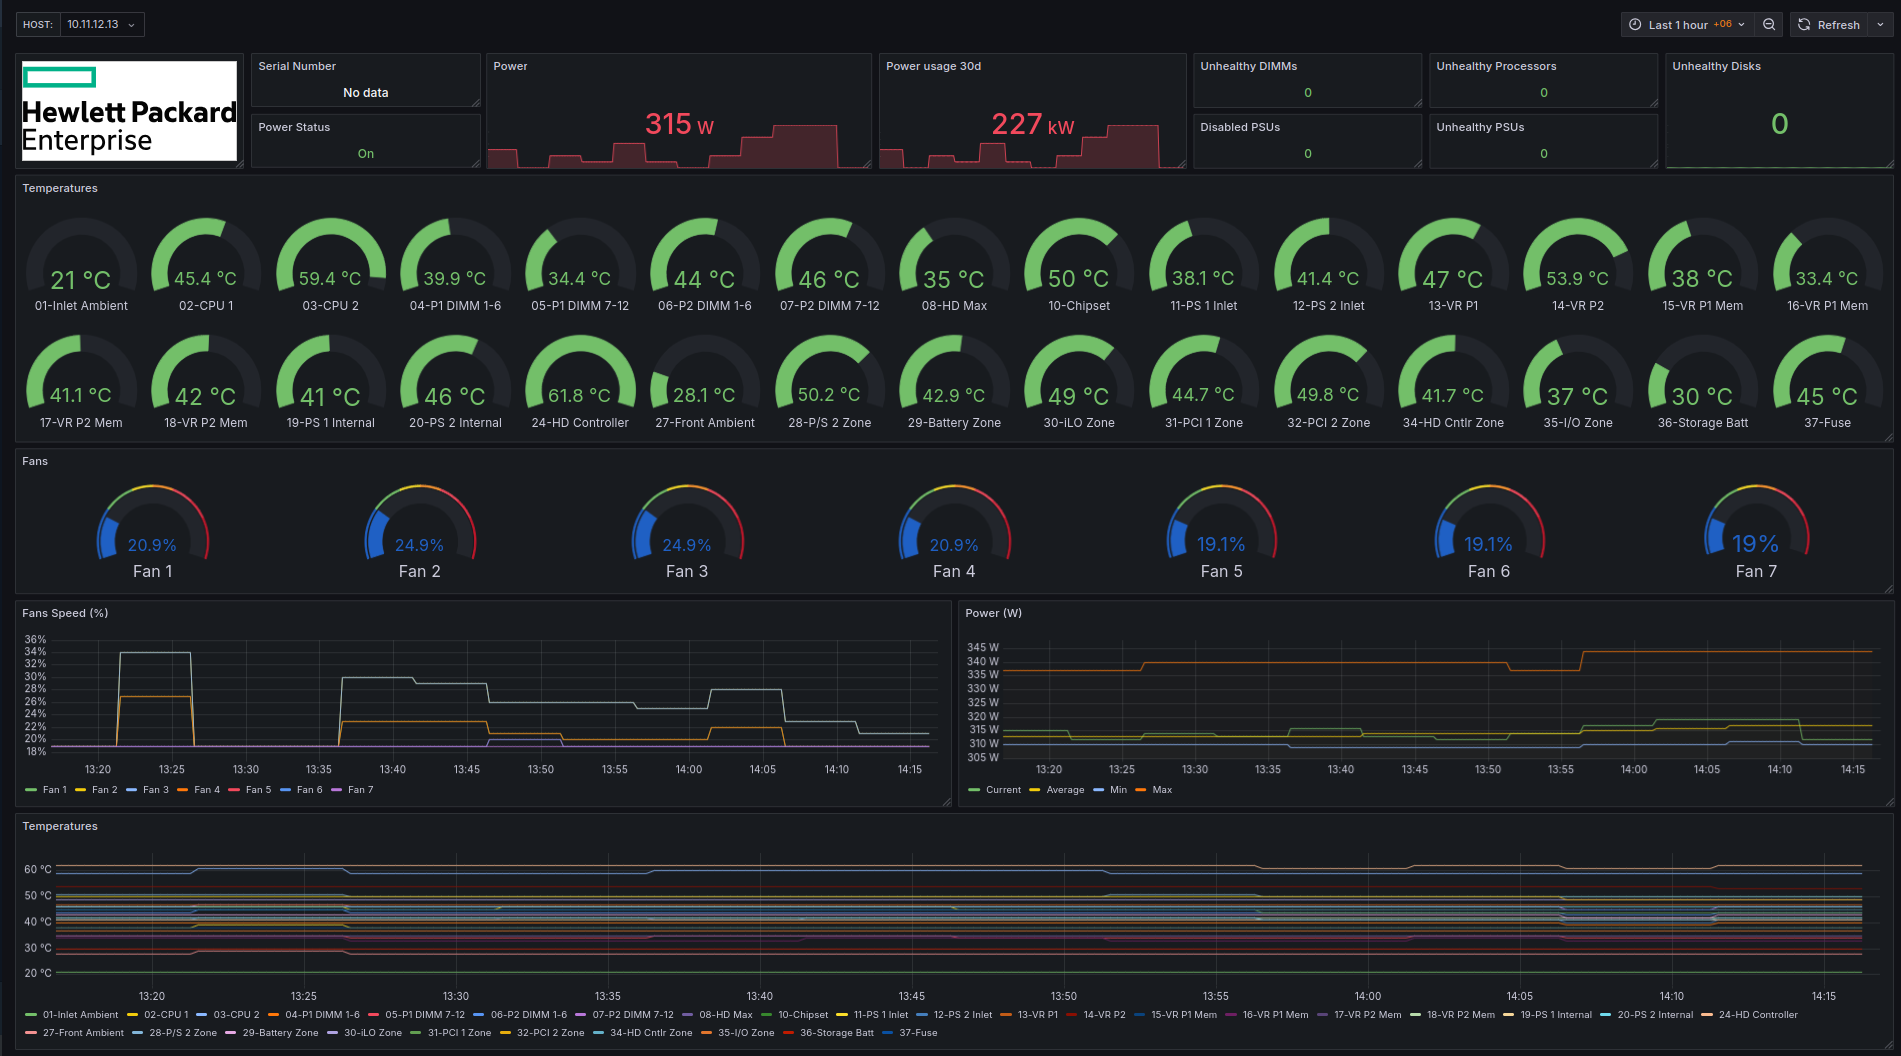 HOST: 10.11.12.13
Last 1 hour +06
Refresh
Hewlett Packard
Enterprise
Serial Number
No data
Power Status
On
Power
315 W
Power usage 30d
227 kW
Unhealthy DIMMs
0
Disabled PSUs
0
Unhealthy Processors
0
Unhealthy PSUs
0
Unhealthy Disks
0
Temperatures
21 °C 45.4 °C 59.4 °C 39.9 °C 34.4 °C 44 °C 46 °C 35 °C 50 °C 38.1 °C 41.4 °C 47 °C 53.9 °C 38 °C 33.4 °C
01-Inlet Ambient 02-CPU 1 03-CPU 2 04-P1 DIMM 1-6 05-P1 DIMM 7-12 06-P2 DIMM 1-6 07-P2 DIMM 7-12 08-HD Max 10-Chipset 11-PS 1 Inlet 12-PS 2 Inlet 13-VR P1 14-VR P2 15-VR P1 Mem 16-VR P1 Mem
41.1 °C 42 °C 41 °C 46 °C 61.8 °C 28.1 °C 50.2 °C 42.9 °C 49 °C 44.7 °C 49.8 °C 41.7 °C 37 °C 30 °C 45 °C
17-VR P2 Mem 18-VR P2 Mem 19-PS 1 Internal 20-PS 2 Internal 24-HD Controller 27-Front Ambient 28-P/S 2 Zone 29-Battery Zone 30-iLO Zone 31-PCI 1 Zone 32-PCI 2 Zone 34-HD Cntlr Zone 35-I/O Zone 36-Storage Batt 37-Fuse
Fans
20.9% 24.9% 24.9% 20.9% 19.1% 19.1% 19%
Fan 1 Fan 2 Fan 3 Fan 4 Fan 5 Fan 6 Fan 7
Fans Speed (%)
36%
34%
32%
30%
28%
26%
24%
22%
20%
18%
13:20 13:25 13:30 13:35 13:40 13:45 13:50 13:55 14:00 14:05 14:10 14:15
Fan 1 Fan 2 Fan 3 Fan 4 Fan 5 Fan 6 Fan 7
Power (W)
345 W
340 W
335 W
330 W
325 W
320 W
315 W
310 W
305 W
13:20 13:25 13:30 13:35 13:40 13:45 13:50 13:55 14:00 14:05 14:10 14:15
Current Average Min Max
Temperatures
60 °C
50 °C
40 °C
30 °C
20 °C
13:20 13:25 13:30 13:35 13:40 13:45 13:50 13:55 14:00 14:05 14:10 14:15
01-Inlet Ambient 02-CPU 1 03-CPU 2 04-P1 DIMM 1-6 05-P1 DIMM 7-12 06-P2 DIMM 1-6 07-P2 DIMM 7-12 08-HD Max 10-Chipset 11-PS 1 Inlet 12-PS 2 Inlet 13-VR P1 14-VR P2 15-VR P1 Mem 16-VR P1 Mem 17-VR P2 Mem 18-VR P2 Mem 19-PS 1 Internal 20-PS 2 Internal 24-HD Controller
27-Front Ambient 28-P/S 2 Zone 29-Battery Zone 30-iLO Zone 31-PCI 1 Zone 32-PCI 2 Zone 34-HD Cntlr Zone 35-I/O Zone 36-Storage Batt 37-Fuse